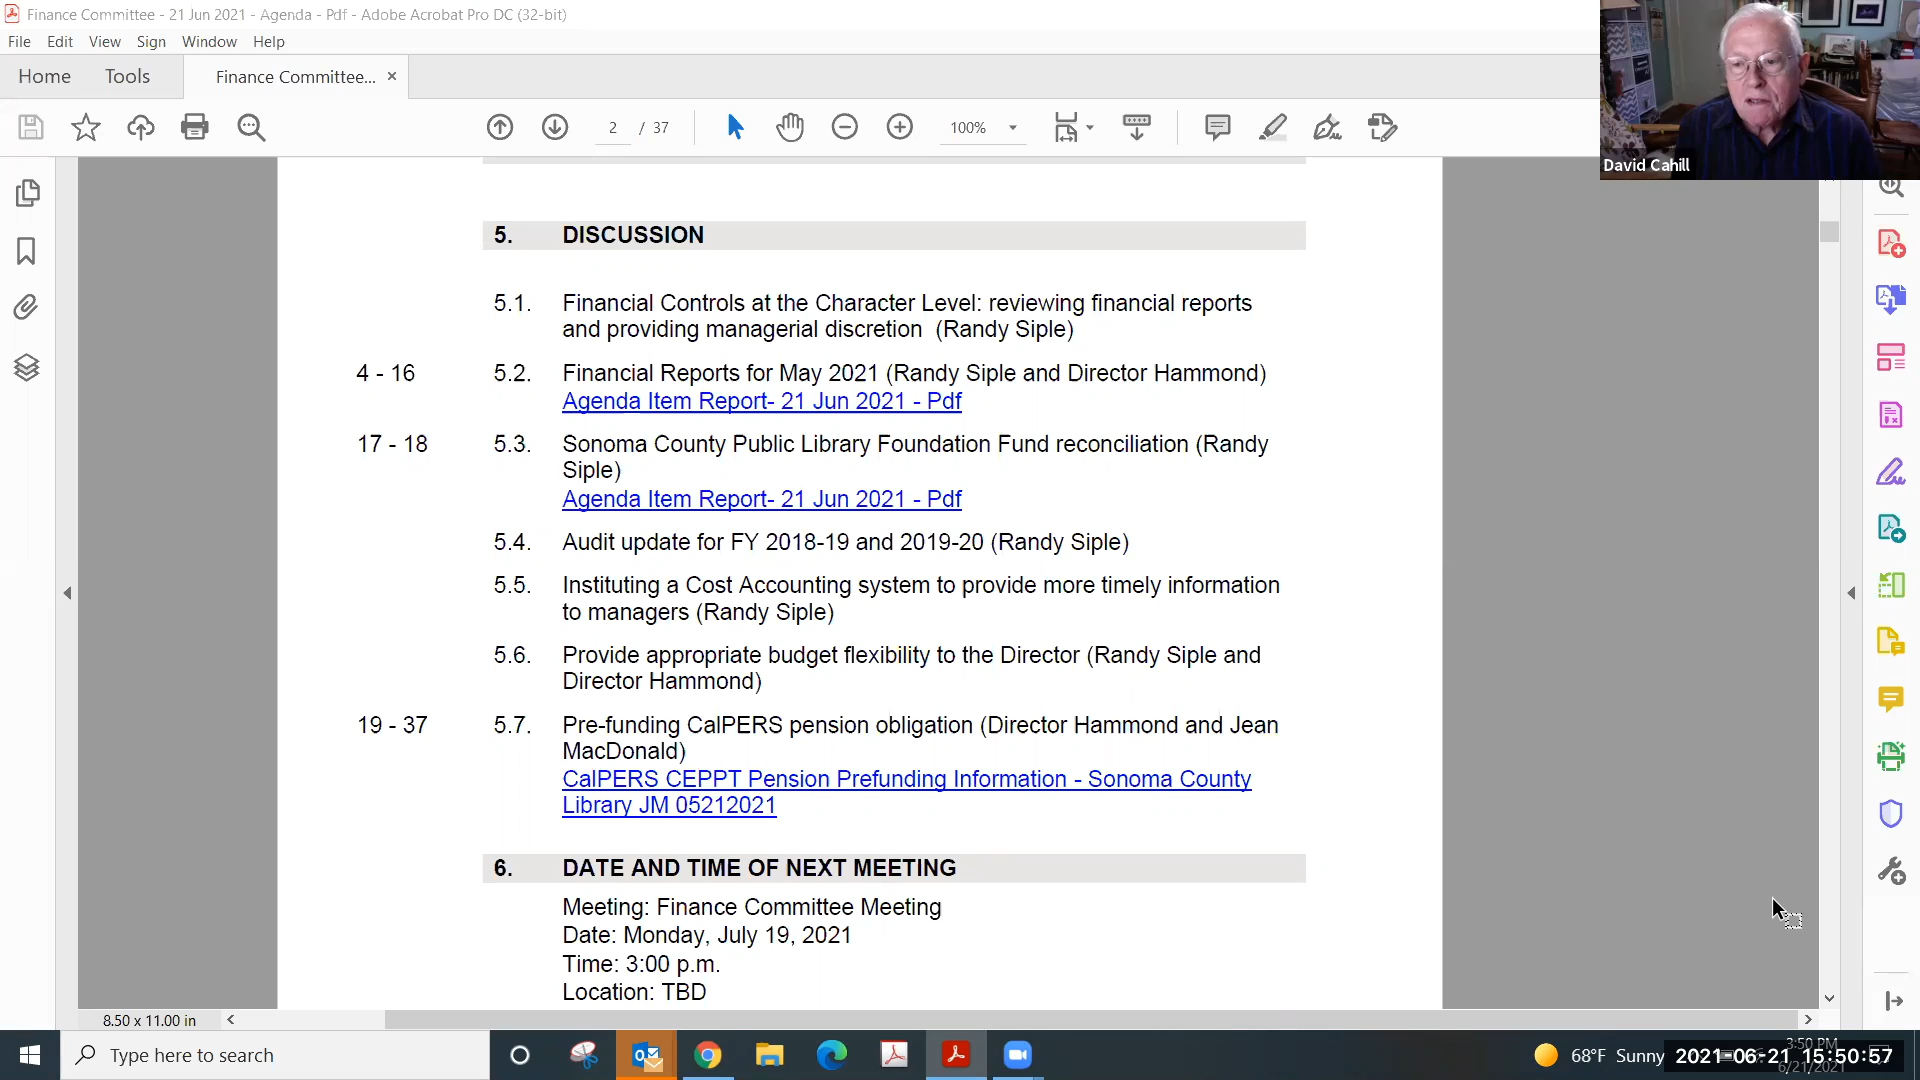 Finance Committee - 21 Jun 2021 - Agenda - Pdf - Adobe Acrobat Pro DC (32-bit)
File Edit View Sign Window Help
Home Tools Finance Committee... ×
2 / 37 100%
David Cahill
5. DISCUSSION
5.1. Financial Controls at the Character Level: reviewing financial reports
and providing managerial discretion (Randy Siple)
4 - 16 5.2. Financial Reports for May 2021 (Randy Siple and Director Hammond)
Agenda Item Report- 21 Jun 2021 - Pdf
17 - 18 5.3. Sonoma County Public Library Foundation Fund reconciliation (Randy
Siple)
Agenda Item Report- 21 Jun 2021 - Pdf
5.4. Audit update for FY 2018-19 and 2019-20 (Randy Siple)
5.5. Instituting a Cost Accounting system to provide more timely information
to managers (Randy Siple)
5.6. Provide appropriate budget flexibility to the Director (Randy Siple and
Director Hammond)
19 - 37 5.7. Pre-funding CalPERS pension obligation (Director Hammond and Jean
MacDonald)
CalPERS CEPPT Pension Prefunding Information - Sonoma County
Library JM 05212021
6. DATE AND TIME OF NEXT MEETING
Meeting: Finance Committee Meeting
Date: Monday, July 19, 2021
Time: 3:00 p.m.
Location: TBD
8.50 x 11.00 in
Type here to search
68°F Sunny
3:50 PM
2021-06-21 15:50:57
6/21/2021